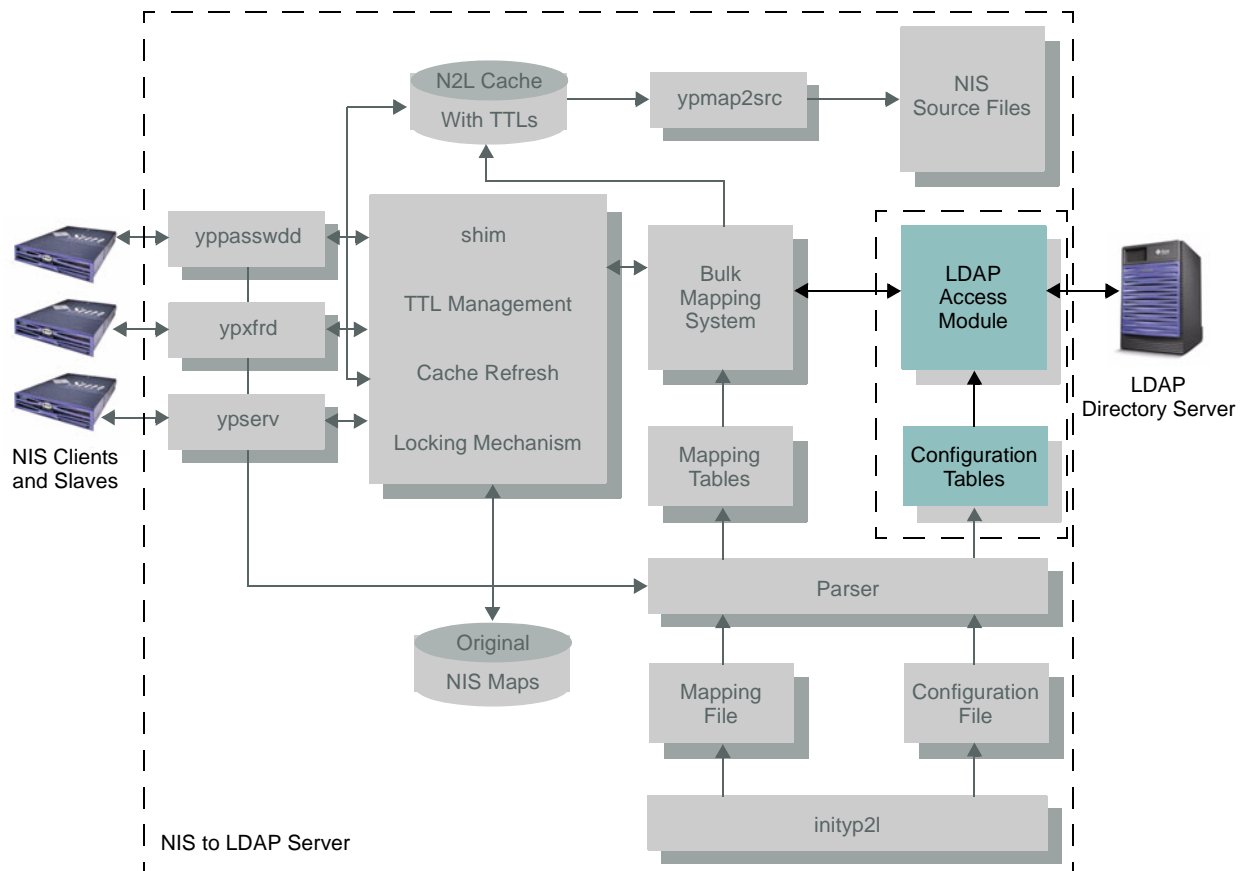 N2L Cache
With TTLs
ypmap2src
NIS
Source Files
yppasswdd
shim
Bulk
Mapping
System
LDAP
Access
Module
TTL Management
ypxfrd
Cache Refresh
LDAP
Directory Server
ypserv
Locking Mechanism
Mapping
Tables
Configuration
Tables
NIS Clients
and Slaves
Parser
Original
NIS Maps
Mapping
File
Configuration
File
inityp2l
NIS to LDAP Server